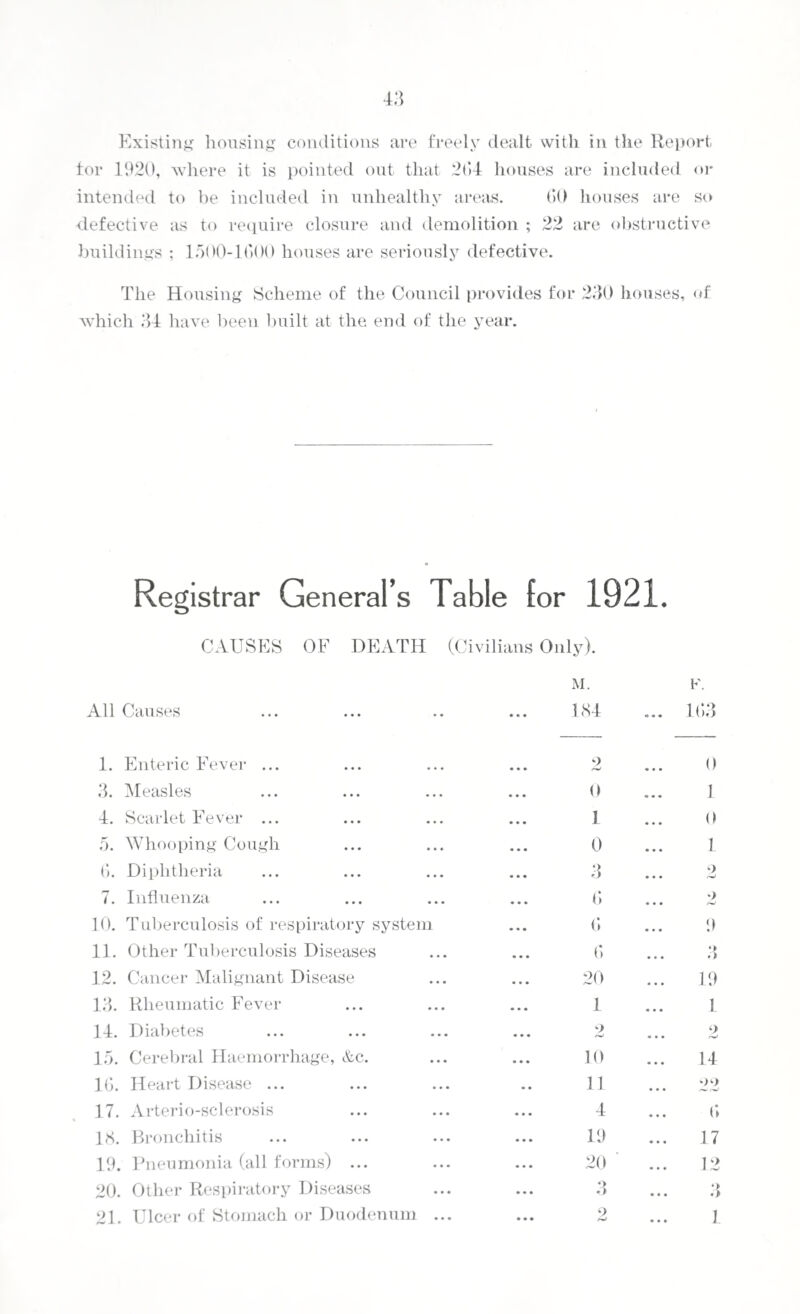 43
Existing housing conditions are freely dealt with in the Report
for 1920, where it is pointed out that 264 houses are included or
intended to be included in unhealthy areas. 60 houses are so
defective as to require closure and demolition ; 22 are obstructive
buildings ; 1500-1600 houses are seriously defective.
The Housing Scheme of the Council provides for 230 houses, of
which 34 have been built at the end of the year.
Registrar General's Table for 1921.
CAUSES OF DEATH (Civilians Only).
M. F.
All Causes ... ... .. ... 184 ... 163
1. Enteric Fever ... ... ... ... 2 ... 0
3. Measles ... ... ... ... 0 ... 1
4. Scarlet Fever ... ... ... ... 1 ... 0
5. Whooping Cough ... ... ... 0 ... 1
6. Diphtheria ... ... ... ... 3 ... 2
7. Influenza ... ... ... ... 6 ... 2
10. Tuberculosis of respiratory system ... 6 ... 9
11. Other Tuberculosis Diseases ... ... 6 ... 3
12. Cancer Malignant Disease ... ... 20 ... 19
13. Rheumatic Fever ... ... ... 1 ... 1
14. Diabetes ... ... ... ... 2 ... 2
15. Cerebral Haemorrhage, &c. ... ... 10 ... 14
16. Heart Disease ... ... ... .. 11 ... 22
17. Arterio-sclerosis ... ... ... 4 ... 6
18. Bronchitis ... ... ... ... 19 ... 17
19. Pneumonia (all forms) ... ... ... 20 ... 12
20. Other Respiratory Diseases ... ... 3 ... 3
21. Ulcer of Stomach or Duodenum ... ... 2 ... 1